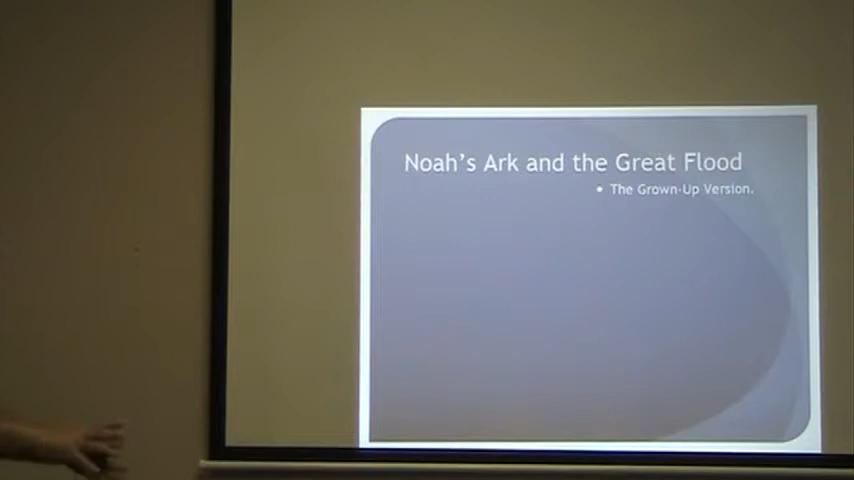 Noah's Ark and the Great Flood
• The Grown-Up Version.